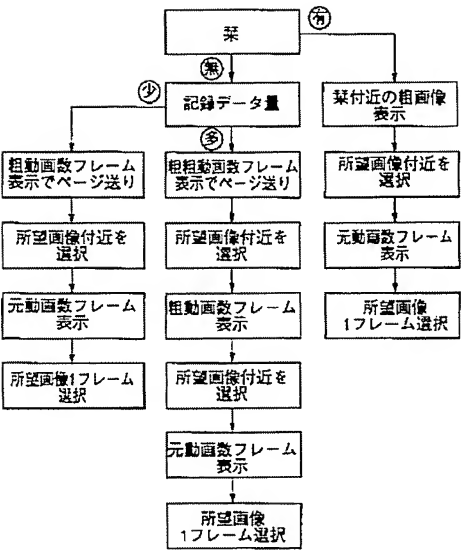 栞
有
無
少
記録データ量
多
栞付近の粗画像
表示
粗動画数フレーム
表示でページ送り
粗粗動画数フレーム
表示でページ送り
所望画像付近を
選択
所望画像付近を
選択
所望画像付近を
選択
元動画数フレーム
表示
元動画数フレーム
表示
粗動画数フレーム
表示
所望画像
1フレーム選択
所望画像1フレーム
選択
所望画像付近を
選択
元動画数フレーム
表示
所望画像
1フレーム選択